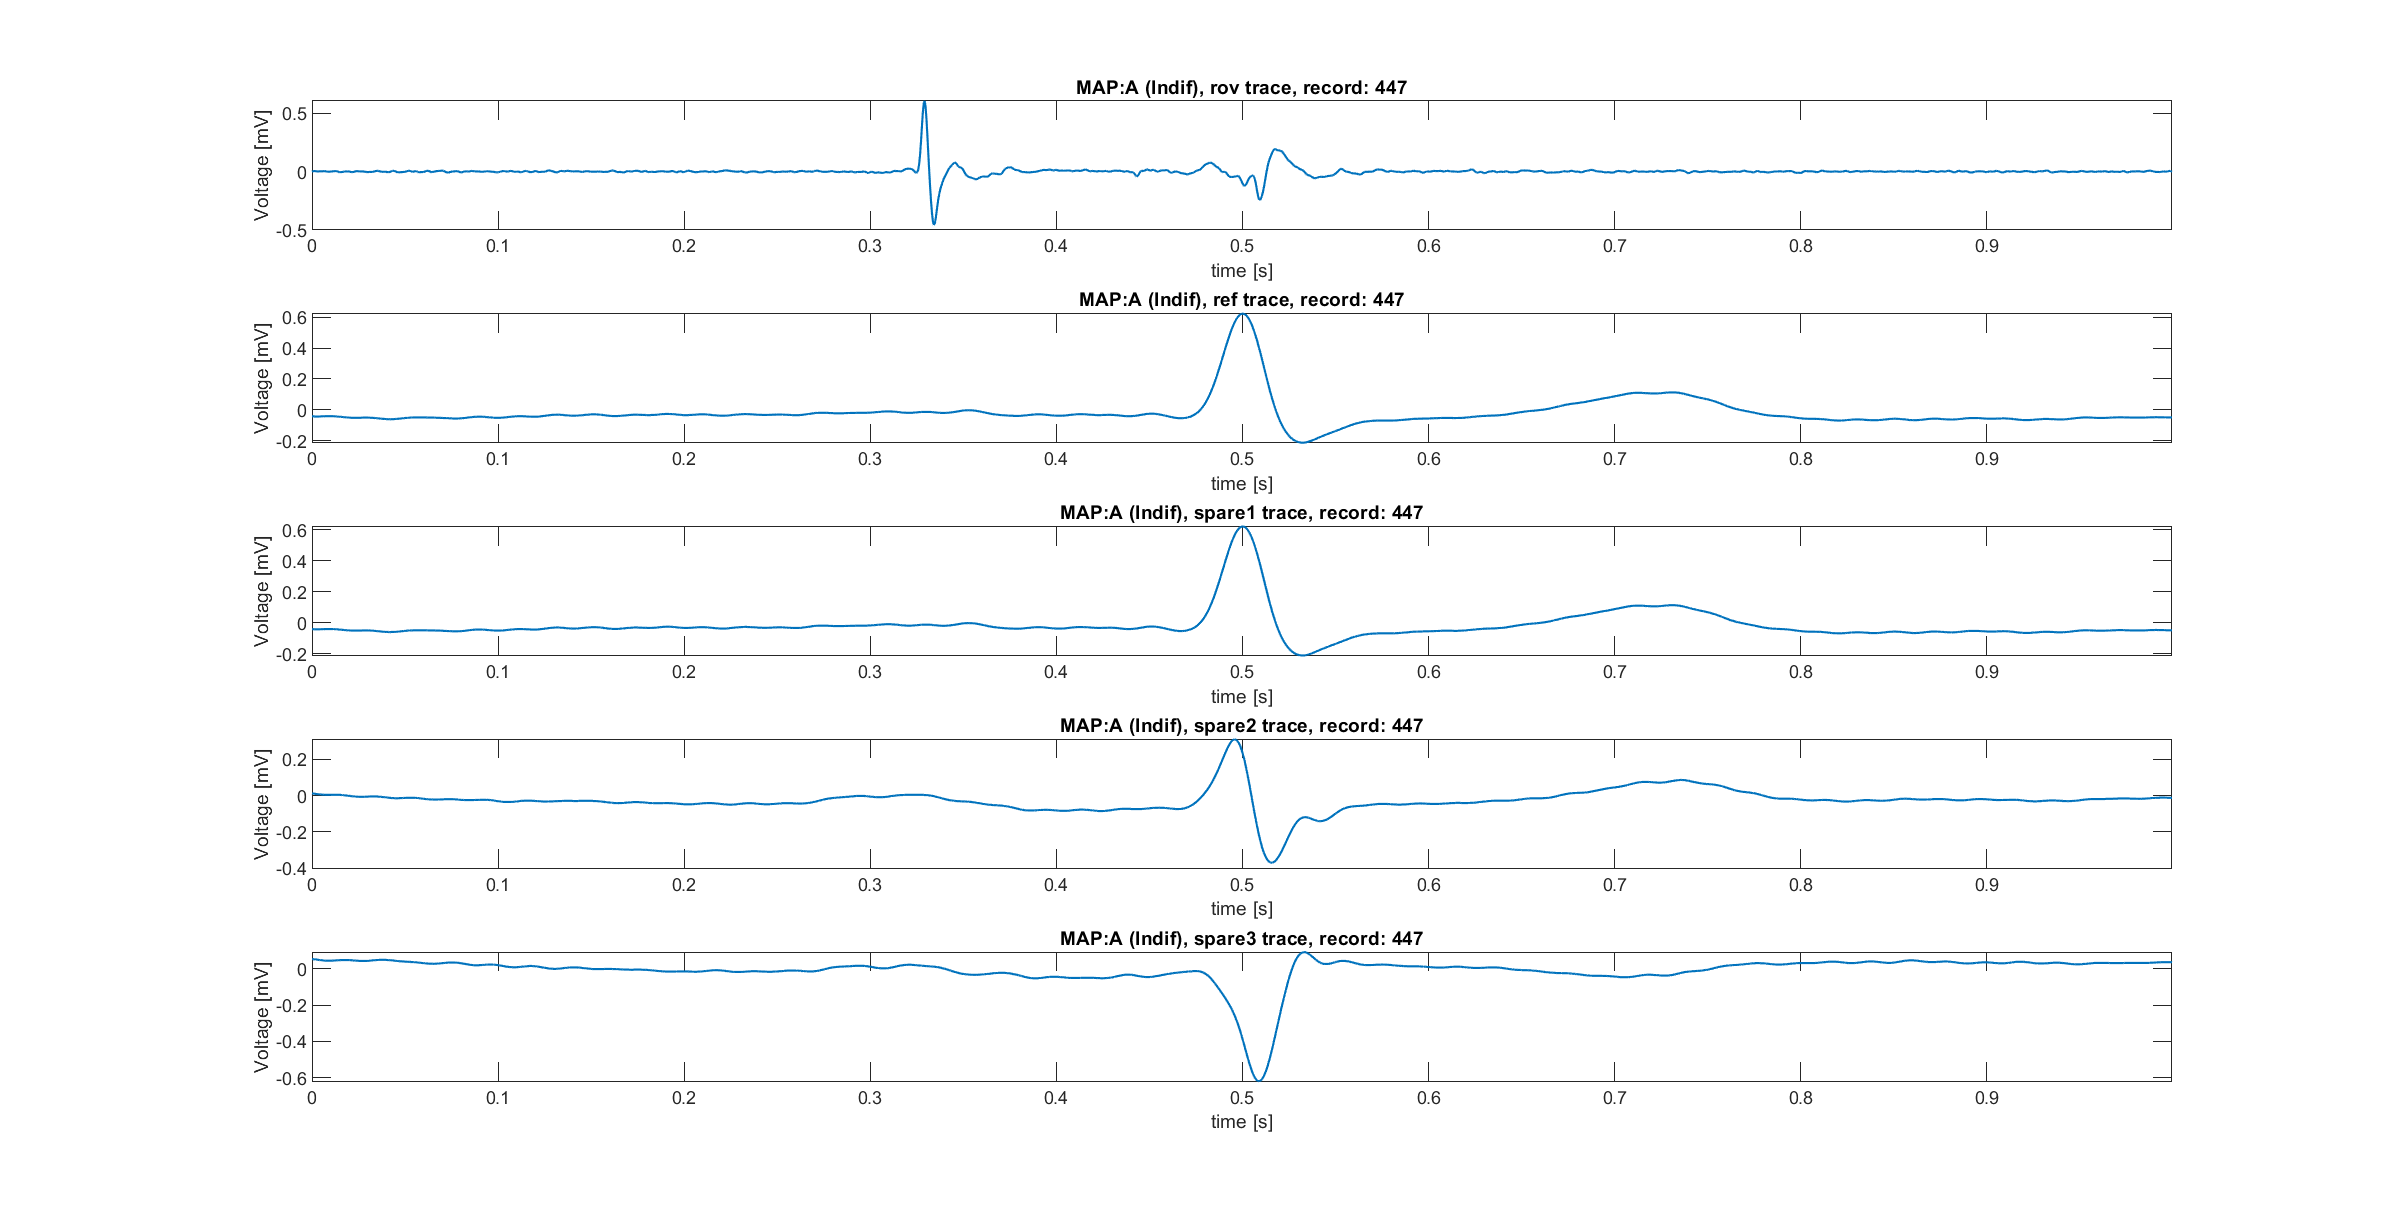 MAP:A (Indif), rov trace, record: 447
Voltage [mV]
0.5
0
-0.5
0 0.1 0.2 0.3 0.4 0.5 0.6 0.7 0.8 0.9
time [s]
MAP:A (Indif), ref trace, record: 447
Voltage [mV]
0.6
0.4
0.2
0
-0.2
0 0.1 0.2 0.3 0.4 0.5 0.6 0.7 0.8 0.9
time [s]
MAP:A (Indif), spare1 trace, record: 447
Voltage [mV]
0.6
0.4
0.2
0
-0.2
0 0.1 0.2 0.3 0.4 0.5 0.6 0.7 0.8 0.9
time [s]
MAP:A (Indif), spare2 trace, record: 447
Voltage [mV]
0.2
0
-0.2
-0.4
0 0.1 0.2 0.3 0.4 0.5 0.6 0.7 0.8 0.9
time [s]
MAP:A (Indif), spare3 trace, record: 447
Voltage [mV]
0
-0.2
-0.4
-0.6
0 0.1 0.2 0.3 0.4 0.5 0.6 0.7 0.8 0.9
time [s]